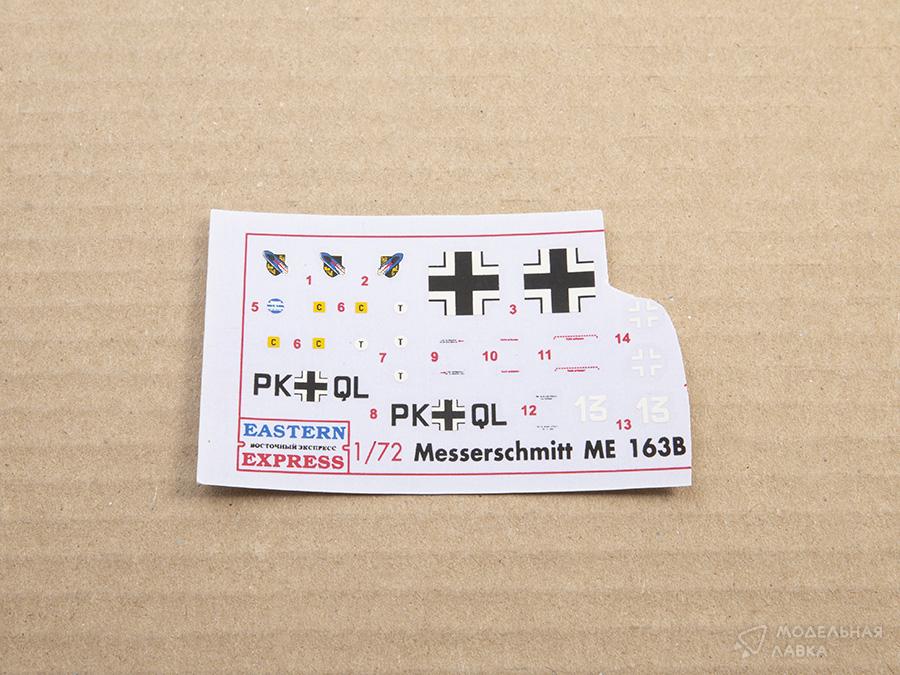 1 2 3
5 C 6 C T 14
C 6 C T T
7 9 10 11
T
PK QL
8 PK QL 12 13 13 13
EASTERN
ВОСТОЧНЫЙ ЭКСПРЕСС
EXPRESS
1/72 Messerschmitt ME 163B
МОДЕЛЬНАЯ
ЛАВКА